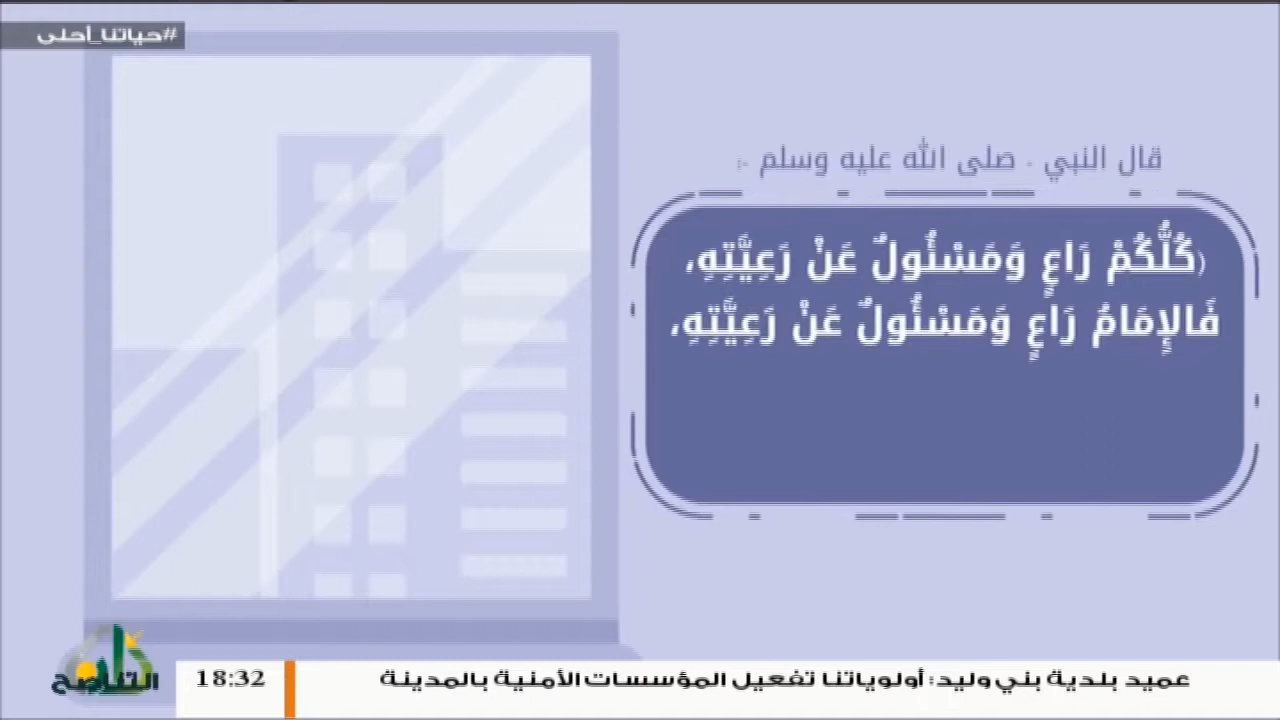 #حياتنا_أحلى
قال النبي - صلى الله عليه وسلم -:
(كُلُّكُمْ رَاعٍ وَمَسْئُولٌ عَنْ رَعِيَّتِهِ،
فَالإِمَامُ رَاعٍ وَمَسْئُولٌ عَنْ رَعِيَّتِهِ،
التناصح
18:32
عميد بلدية بني وليد: أولوياتنا تفعيل المؤسسات الأمنية بالمدينة